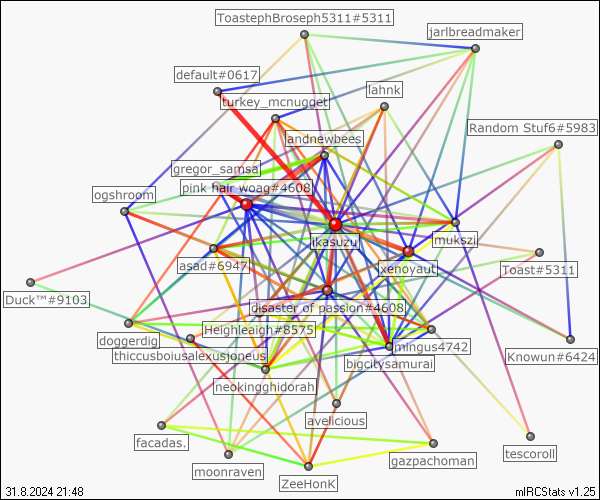 ToastephBroseph5311#5311
jarlbreadmaker
default#0617
lahnk
turkey_mcnugget
Random Stuf6#5983
andnewbees
gregor_samsa
pink hair woag#4608
ogshroom
ikasuzu
mukszi
asad#6947
xenoyaut
Toast#5311
Duck™#9103
disaster of passion#4608
doggerdig
Heighleaigh#8575
mingus4742
thiccusboiusalexusjoneus
Knowun#6424
bigcitysamurai
neokingghidorah
avelicious
facadas.
tescoroll
gazpachoman
moonraven
ZeeHonK
31.8.2024 21:48
mIRCStats v1.25